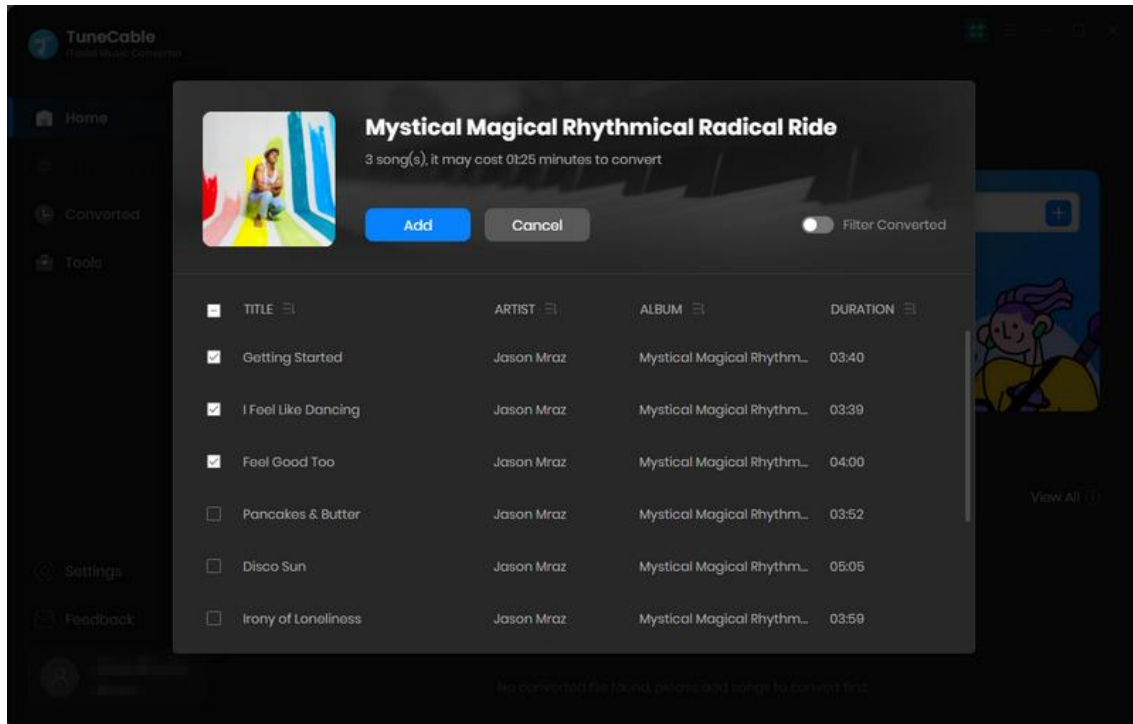 TuneCable
Home
Converted
Tools
Settings
Feedback
Mystical Magical Rhythmical Radical Ride
3 song(s), it may cost 01:25 minutes to convert
Add Cancel Filter Converted
TITLE ARTIST ALBUM DURATION
Getting Started Jason Mraz Mystical Magical Rhythm... 03:40
I Feel Like Dancing Jason Mraz Mystical Magical Rhythm... 03:39
Feel Good Too Jason Mraz Mystical Magical Rhythm... 04:00
Pancakes & Butter Jason Mraz Mystical Magical Rhythm... 03:52
Disco Sun Jason Mraz Mystical Magical Rhythm... 05:05
Irony of Loneliness Jason Mraz Mystical Magical Rhythm... 03:59
View All
No converted file found, please add songs to convert first